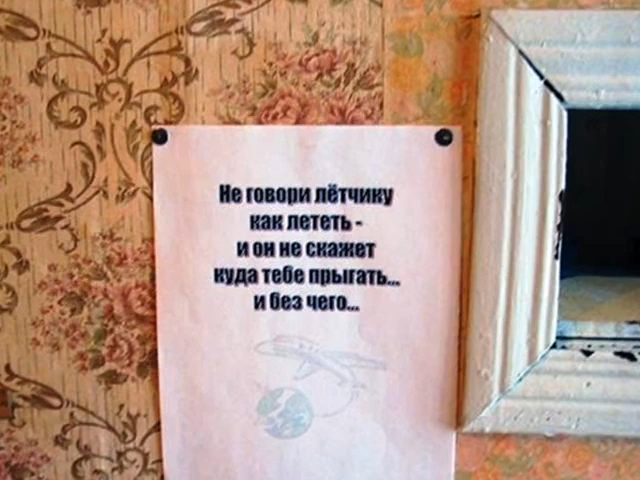 Не говори лётчику
как лететь -
и он не скажет
куда тебе прыгать...
и без чего...